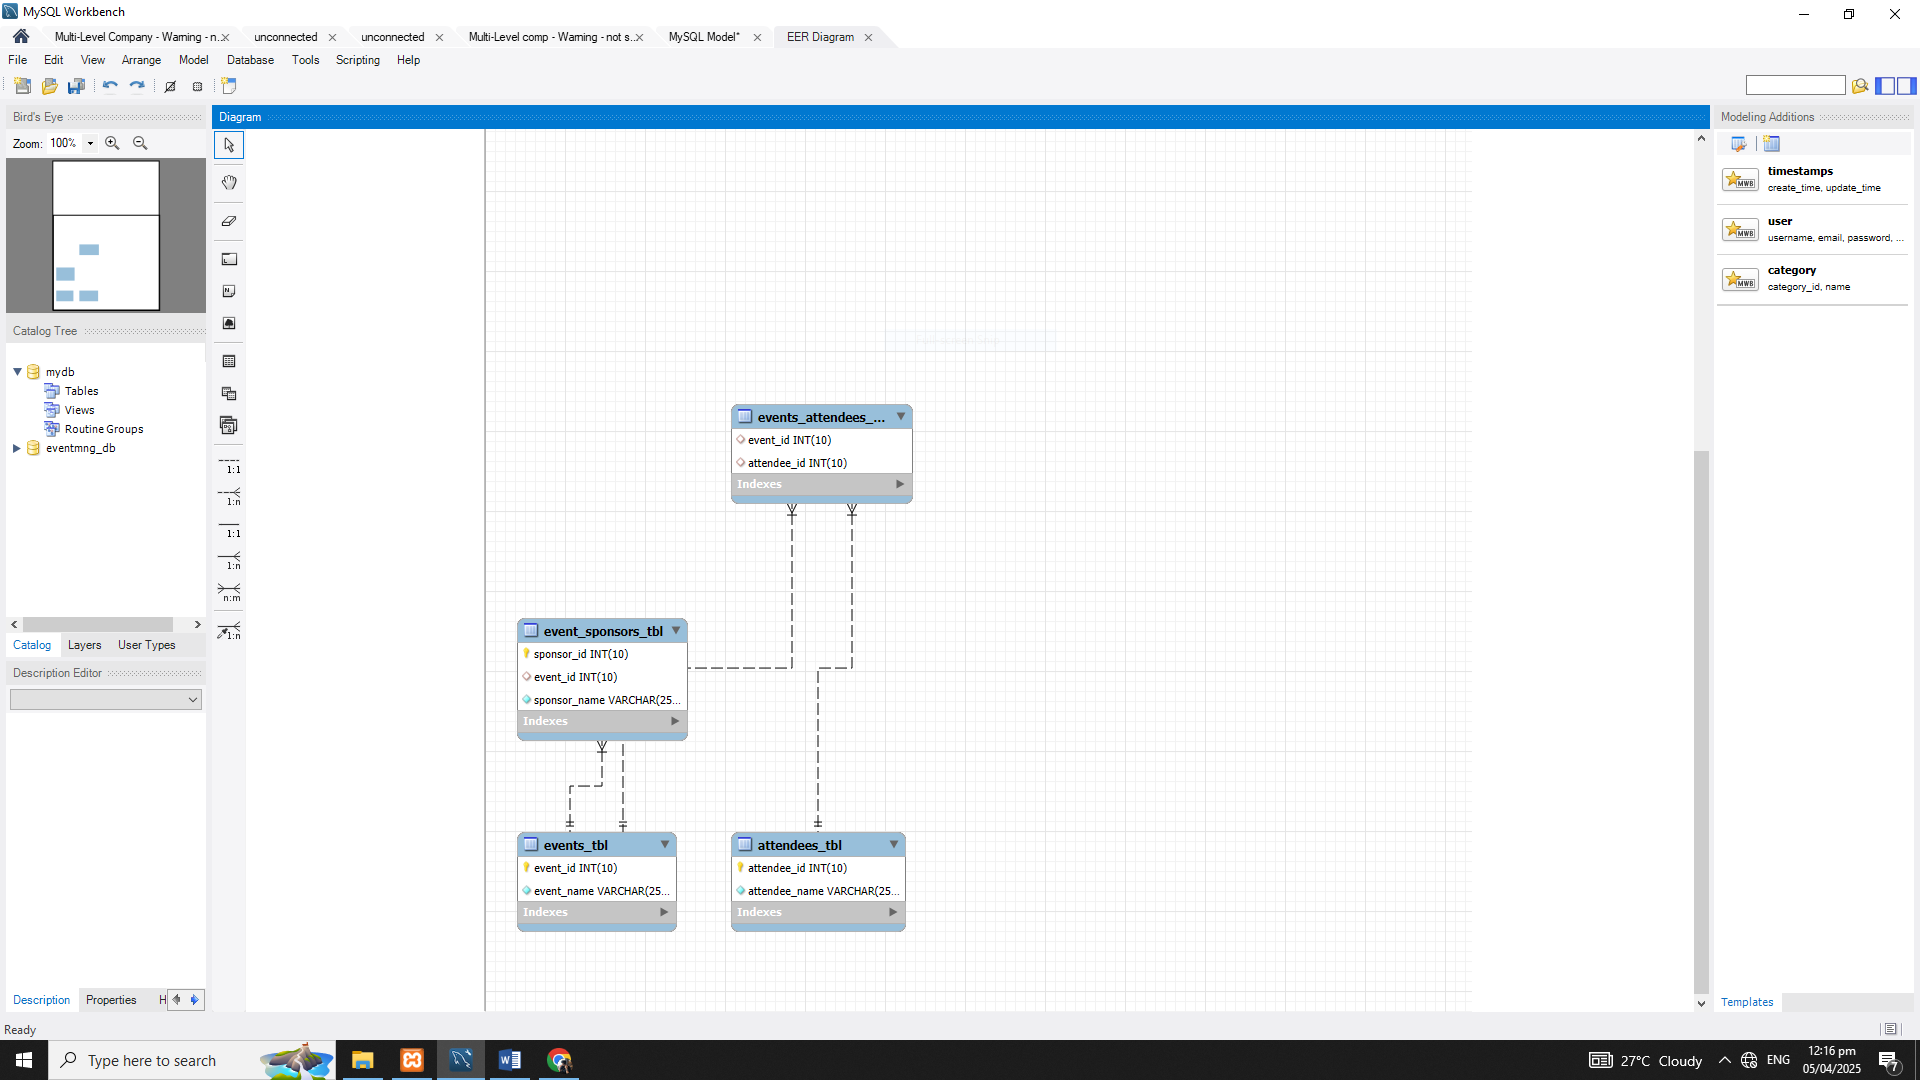 MySQL Workbench
Multi-Level Company - Warning - n...
unconnected
unconnected
Multi-Level comp - Warning - not s...
MySQL Model*
EER Diagram
File Edit View Arrange Model Database Tools Scripting Help
Bird's Eye
Zoom: 100%
Catalog Tree
mydb
Tables
Views
Routine Groups
eventmng_db
Catalog Layers User Types
Description Editor
Description Properties H
Ready
Diagram
1:1
1:n
1:1
1:n
n:m
1:n
events_attendees_...
event_id INT(10)
attendee_id INT(10)
Indexes
event_sponsors_tbl
sponsor_id INT(10)
event_id INT(10)
sponsor_name VARCHAR(25...
Indexes
events_tbl
event_id INT(10)
event_name VARCHAR(25...
Indexes
attendees_tbl
attendee_id INT(10)
attendee_name VARCHAR(25...
Indexes
Modeling Additions
MWB
timestamps
create_time, update_time
MWB
user
username, email, password, ...
MWB
category
category_id, name
Templates
Type here to search
27°C Cloudy
ENG
12:16 pm
05/04/2025
7